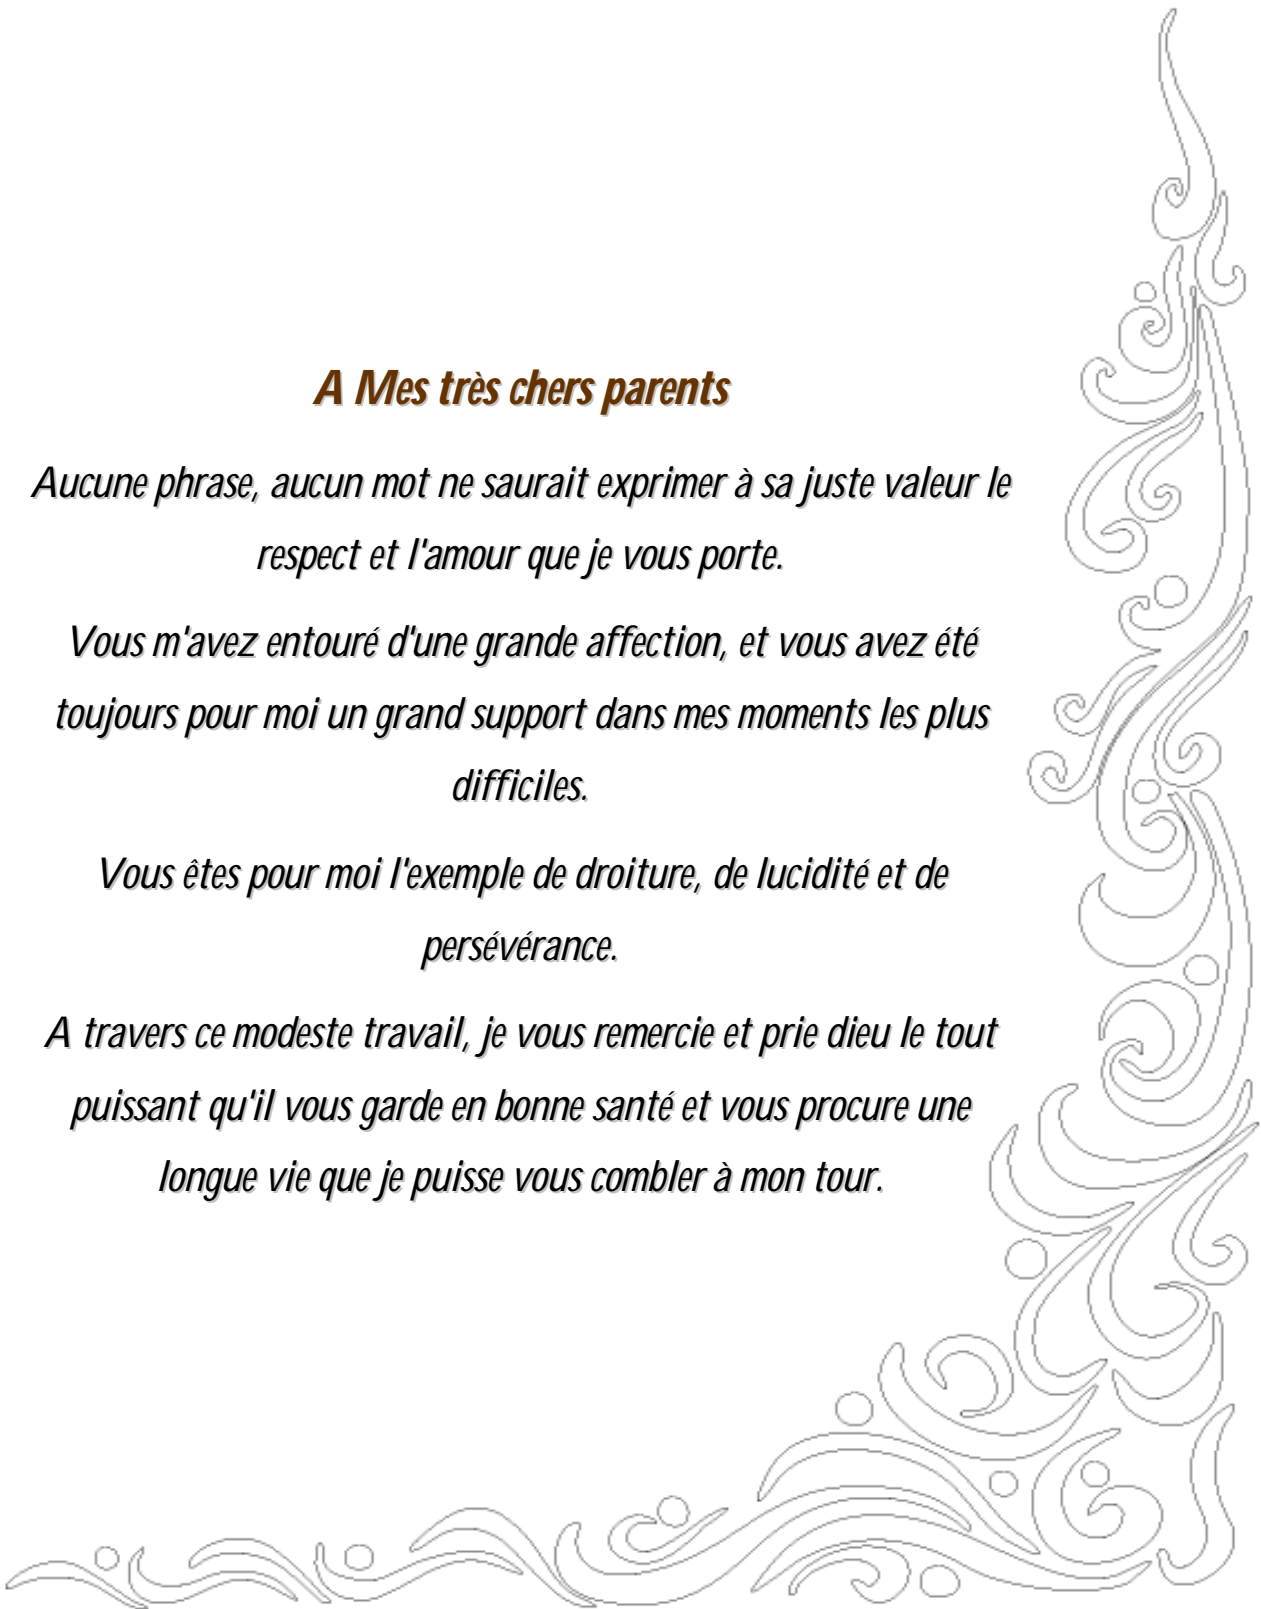 A Mes très chers parents
Aucune phrase, aucun mot ne saurait exprimer à sa juste valeur le
respect et l'amour que je vous porte.
Vous m'avez entouré d'une grande affection, et vous avez été
toujours pour moi un grand support dans mes moments les plus
difficiles.
Vous êtes pour moi l'exemple de droiture, de lucidité et de
persévérance.
A travers ce modeste travail, je vous remercie et prie dieu le tout
puissant qu'il vous garde en bonne santé et vous procure une
longue vie que je puisse vous combler à mon tour.